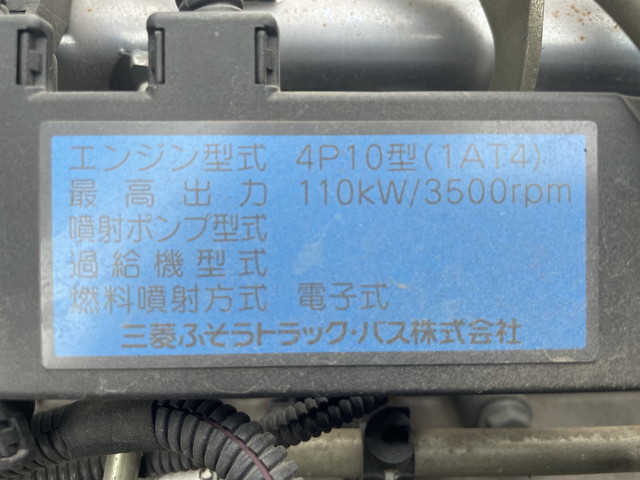 エンジン型式 4P10型(1AT4)
最高出力 110kW/3500rpm
噴射ポンプ型式
過給機型式
燃料噴射方式 電子式
三菱ふそうトラック・バス株式会社